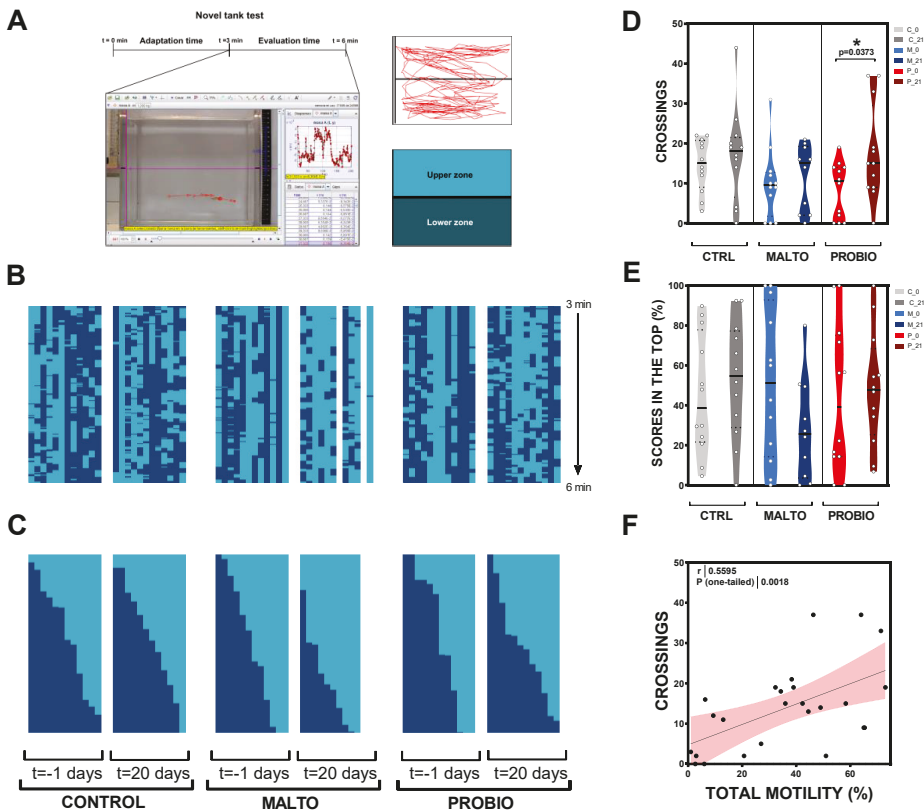 A
Novel tank test
t = 0 min
Adaptation time
t =3 min
Evaluation time
t = 6 min
Upper zone
Lower zone
B
3 min
6 min
C
t=-1 days
t=20 days
t=-1 days
t=20 days
t=-1 days
t=20 days
CONTROL
MALTO
PROBIO
D
CROSSINGS
50
40
30
20
10
0
*
p=0.0373
CTRL
MALTO
PROBIO
C_0
C_21
M_0
M_21
P_0
P_21
E
SCORES IN THE TOP (%)
100
80
60
40
20
0
CTRL
MALTO
PROBIO
C_0
C_21
M_0
M_21
P_0
P_21
F
r | 0.5595
P (one-tailed) | 0.0018
CROSSINGS
50
40
30
20
10
0
0
20
40
60
TOTAL MOTILITY (%)